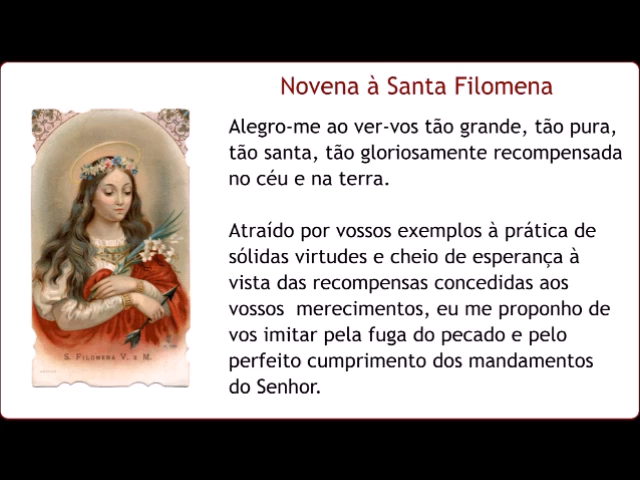 Novena à Santa Filomena
Alegro-me ao ver-vos tão grande, tão pura,
tão santa, tão gloriosamente recompensada
no céu e na terra.
Atraído por vossos exemplos à prática de
sólidas virtudes e cheio de esperança à
vista das recompensas concedidas aos
vossos merecimentos, eu me proponho de
vos imitar pela fuga do pecado e pelo
perfeito cumprimento dos mandamentos
do Senhor.
S. FILOMENA V. E M.